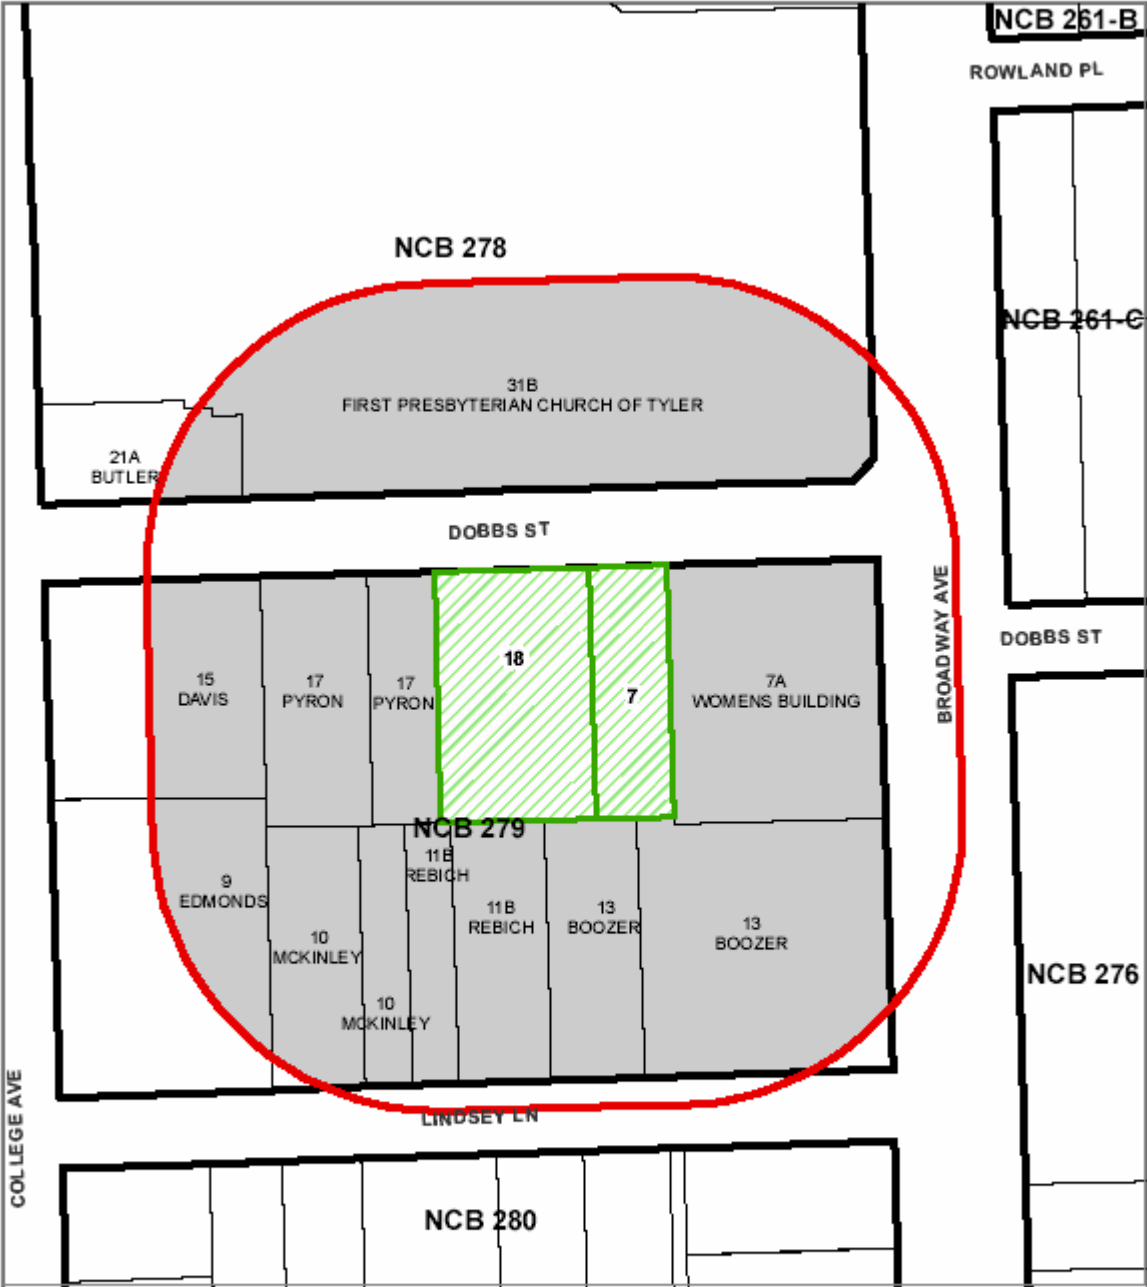 NCB 261-B
ROWLAND PL
NCB 278
NCB 261-C
31B
FIRST PRESBYTERIAN CHURCH OF TYLER
21A
BUTLER
DOBBS ST
BROADWAY AVE
DOBBS ST
18
7
15
DAVIS
17
PYRON
17
PYRON
7A
WOMENS BUILDING
NCB 279
11B
REBICH
9
EDMONDS
11B
REBICH
13
BOOZER
13
BOOZER
10
MCKINLEY
10
MCKINLEY
NCB 276
COLLEGE AVE
LINDSEY LN
NCB 280